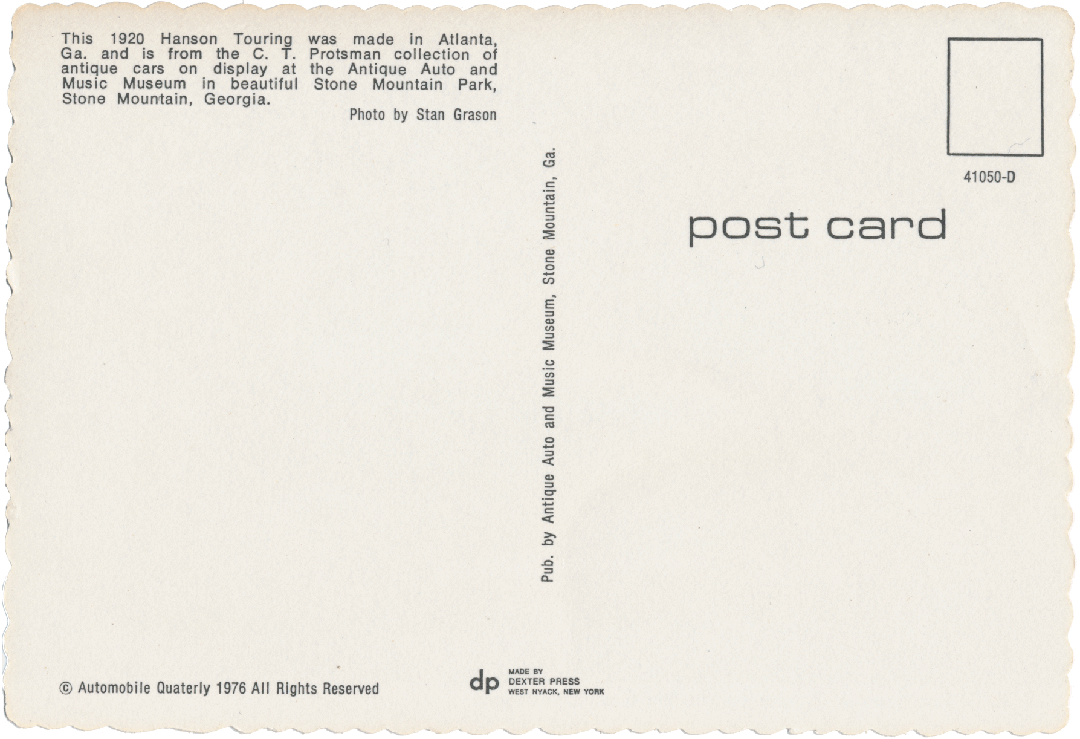 This 1920 Hanson Touring was made in Atlanta,
Ga. and is from the C. T. Protsman collection of
antique cars on display at the Antique Auto and
Music Museum in beautiful Stone Mountain Park,
Stone Mountain, Georgia.
Photo by Stan Grason
Pub. by Antique Auto and Music Museum, Stone Mountain, Ga.
41050-D
post card
© Automobile Quaterly 1976 All Rights Reserved
dp
MADE BY
DEXTER PRESS
WEST NYACK, NEW YORK